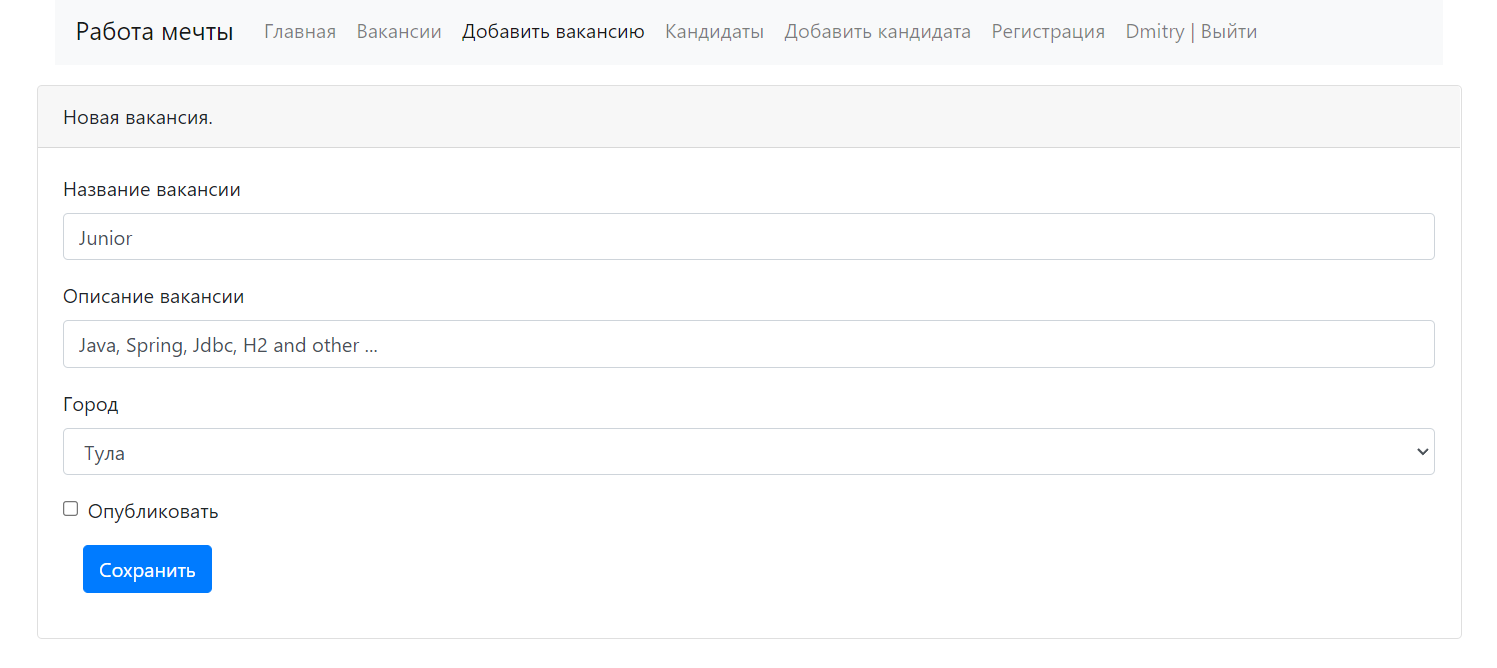 Работа мечты Главная Вакансии Добавить вакансию Кандидаты Добавить кандидата Регистрация Dmitry | Выйти
Новая вакансия.
Название вакансии
Junior
Описание вакансии
Java, Spring, Jdbc, H2 and other ...
Город
Тула
Опубликовать
Сохранить